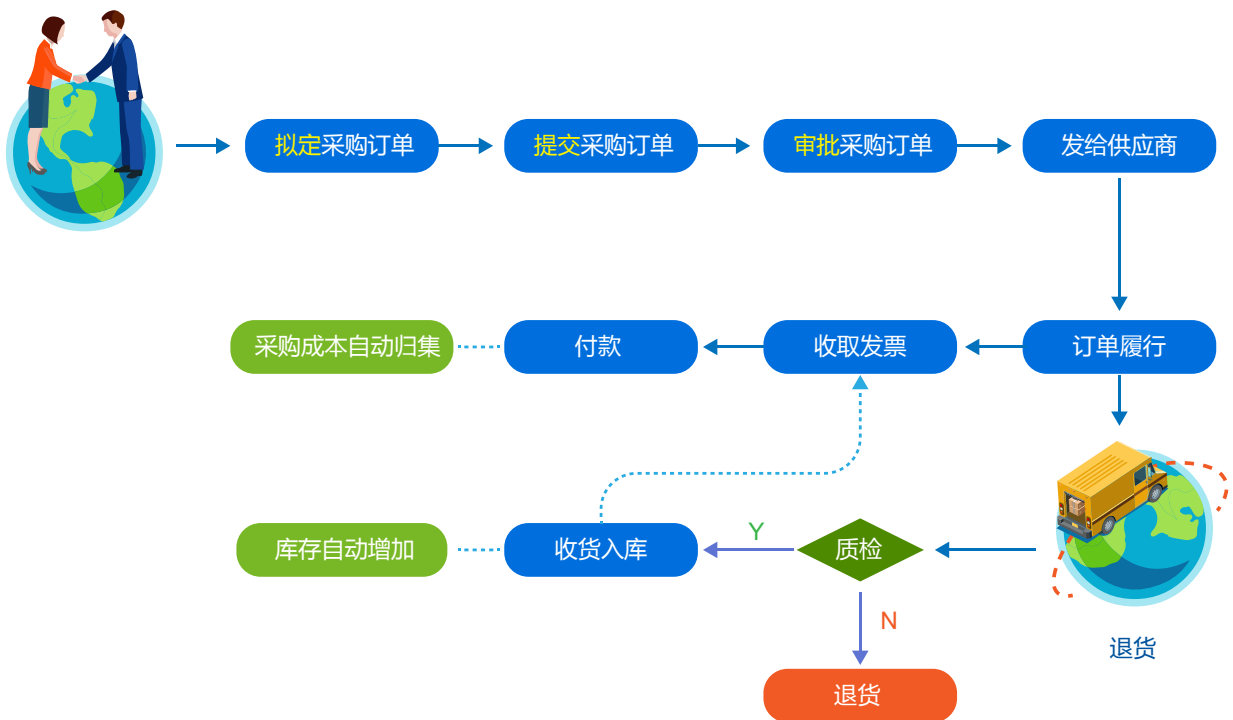 拟定采购订单
提交采购订单
审批采购订单
发给供应商
采购成本自动归集
付款
收取发票
订单履行
库存自动增加
收货入库
Y
质检
N
退货
退货